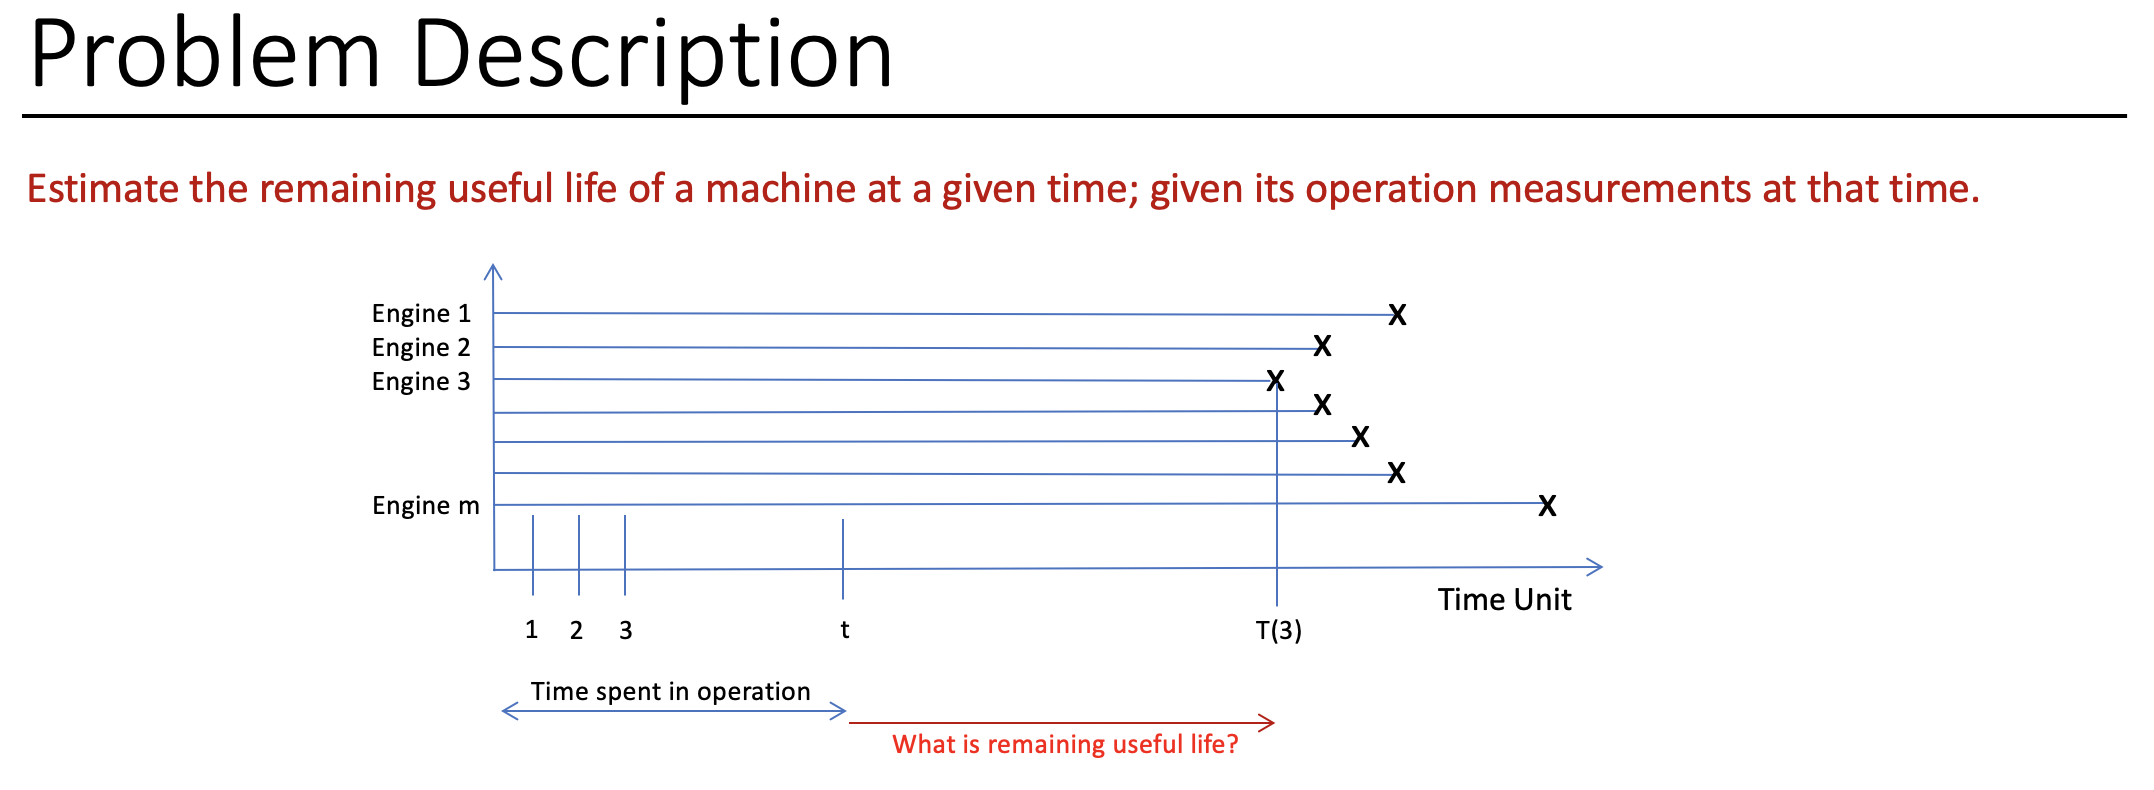 Problem Description
Estimate the remaining useful life of a machine at a given time; given its operation measurements at that time.
Engine 1
X
Engine 2
X
Engine 3
X
X
X
X
Engine m
X
Time Unit
1 2 3 t T(3)
Time spent in operation
What is remaining useful life?